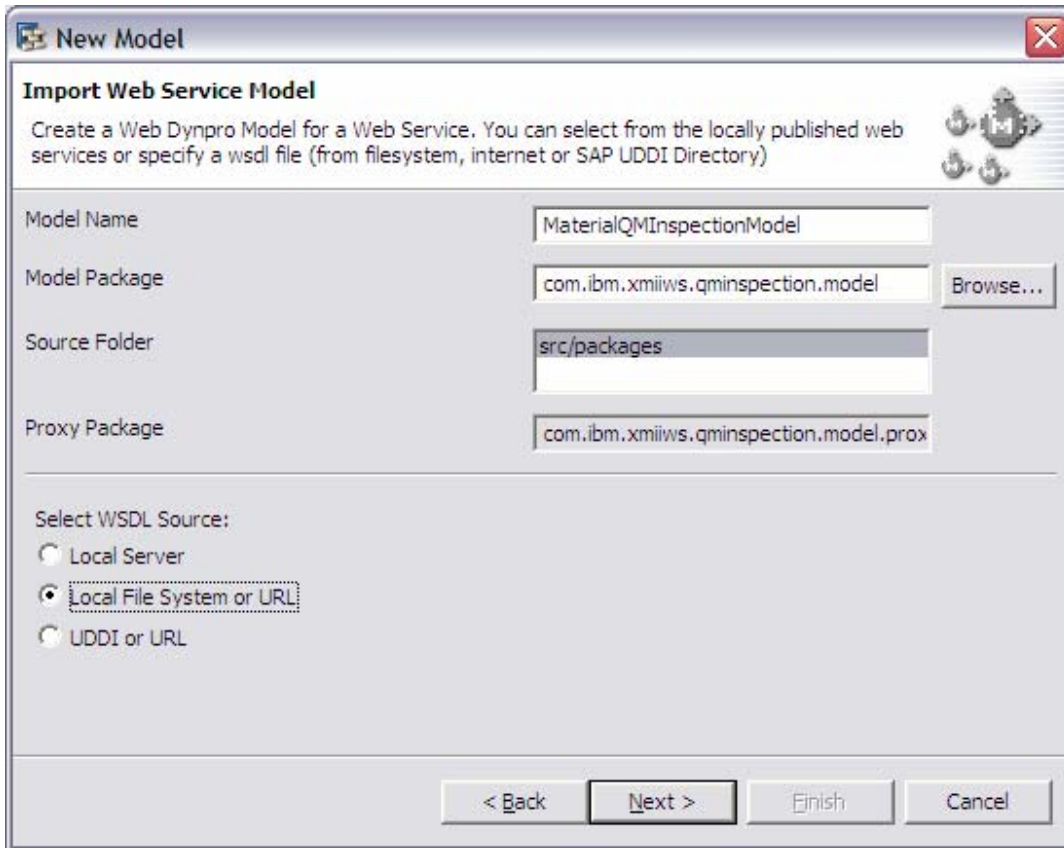 New Model
Import Web Service Model
Create a Web Dynpro Model for a Web Service. You can select from the locally published web
services or specify a wsdl file (from filesystem, internet or SAP UDDI Directory)
Model Name
MaterialQMInspectionModel
Model Package
com.ibm.xmiiws.qminspection.model
Browse...
Source Folder
src/packages
Proxy Package
com.ibm.xmiiws.qminspection.model.prox
Select WSDL Source:
Local Server
Local File System or URL
UDDI or URL
< Back
Next >
Finish
Cancel